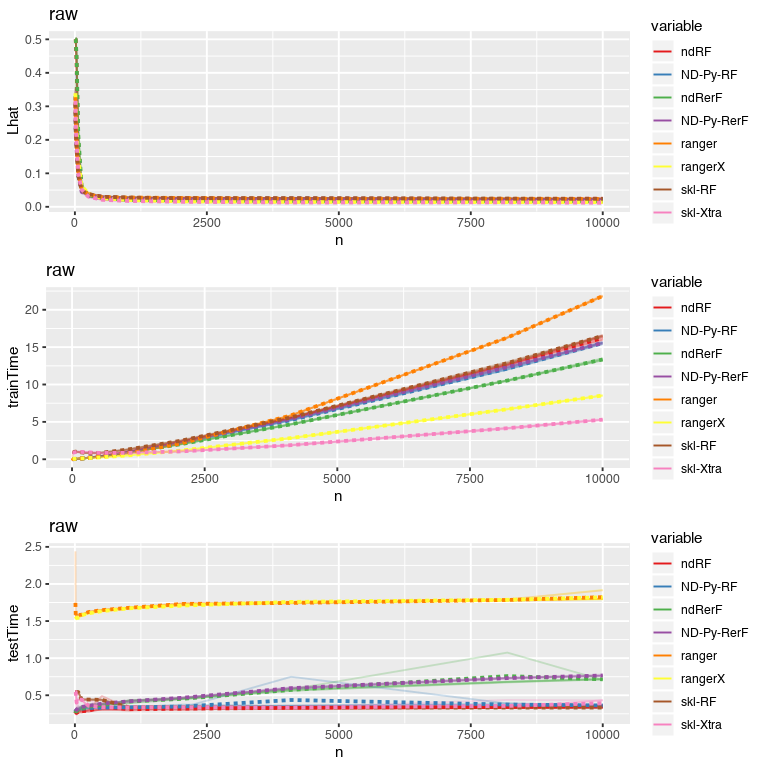 raw
Lhat
0.5
0.4
0.3
0.2
0.1
0.0
0 2500 5000 7500 10000
n
variable
ndRF
ND-Py-RF
ndRerF
ND-Py-RerF
ranger
rangerX
skl-RF
skl-Xtra
raw
trainTime
20
15
10
5
0
0 2500 5000 7500 10000
n
variable
ndRF
ND-Py-RF
ndRerF
ND-Py-RerF
ranger
rangerX
skl-RF
skl-Xtra
raw
testTime
2.5
2.0
1.5
1.0
0.5
0 2500 5000 7500 10000
n
variable
ndRF
ND-Py-RF
ndRerF
ND-Py-RerF
ranger
rangerX
skl-RF
skl-Xtra